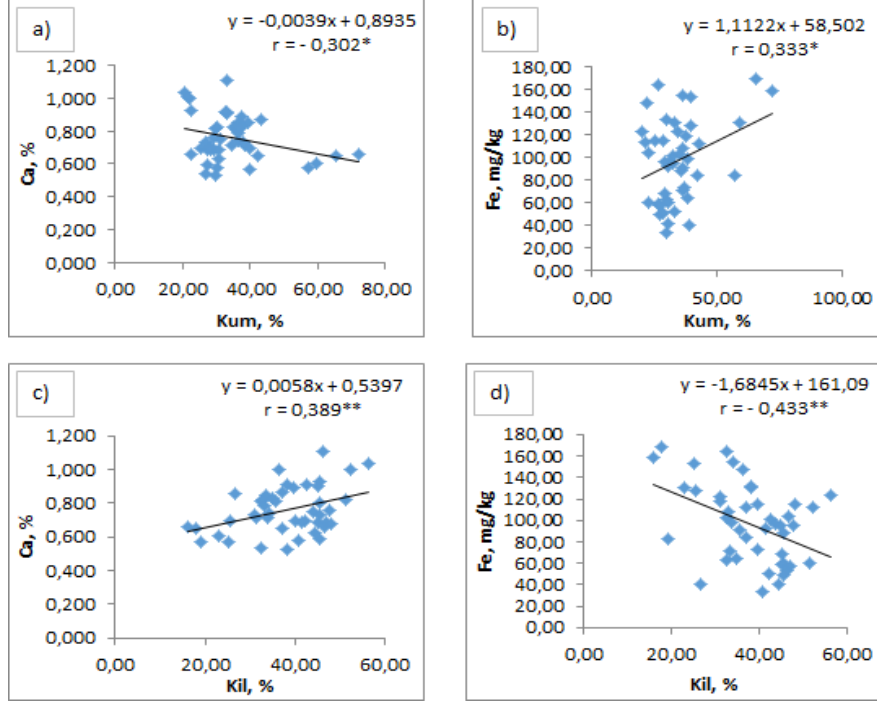 a)
y = -0,0039x + 0,8935
r = - 0,302*
1,200
1,000
0,800
0,600
0,400
0,200
0,000
Ca, %
0,00 20,00 40,00 60,00 80,00
Kum, %
b)
y = 1,1122x + 58,502
r = 0,333*
180,00
160,00
140,00
120,00
100,00
80,00
60,00
40,00
20,00
0,00
Fe, mg/kg
0,00 50,00 100,00
Kum, %
c)
y = 0,0058x + 0,5397
r = 0,389**
1,200
1,000
0,800
0,600
0,400
0,200
0,000
Ca, %
0,00 20,00 40,00 60,00
Kil, %
d)
y = -1,6845x + 161,09
r = - 0,433**
180,00
160,00
140,00
120,00
100,00
80,00
60,00
40,00
20,00
0,00
Fe, mg/kg
0,00 20,00 40,00 60,00
Kil, %